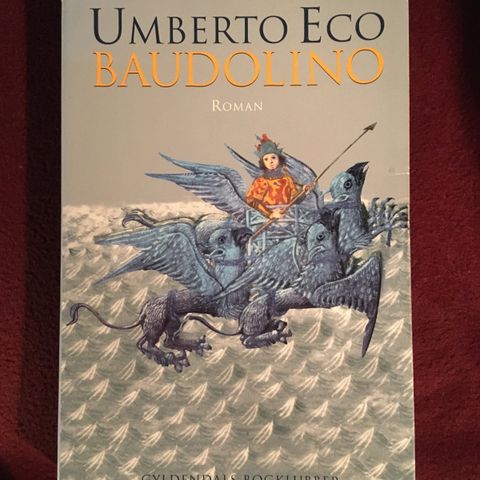 UMBERTO ECO
BAUDOLINO
ROMAN
GYLDENDALS BOGKLUBBER